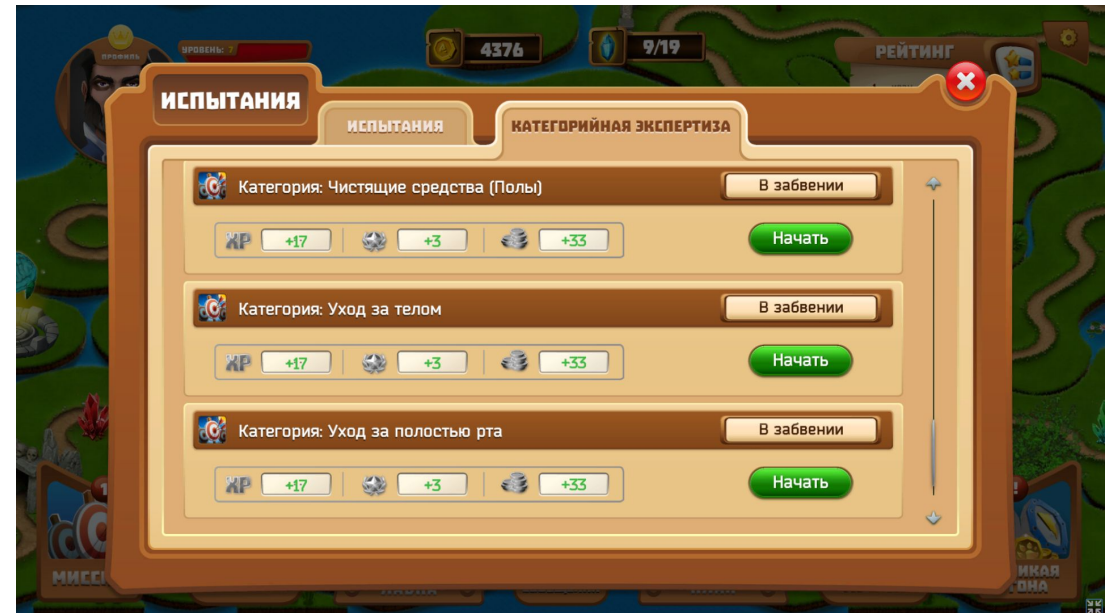 ПРОФИЛЬ
УРОВЕНЬ: 7
4376
9/19
РЕЙТИНГ
ИСПЫТАНИЯ
ИСПЫТАНИЯ
КАТЕГОРИЙНАЯ ЭКСПЕРТИЗА
Категория: Чистящие средства (Полы)
В забвении
XP +17 +3 +33
Начать
Категория: Уход за телом
В забвении
XP +17 +3 +33
Начать
Категория: Уход за полостью рта
В забвении
XP +17 +3 +33
Начать